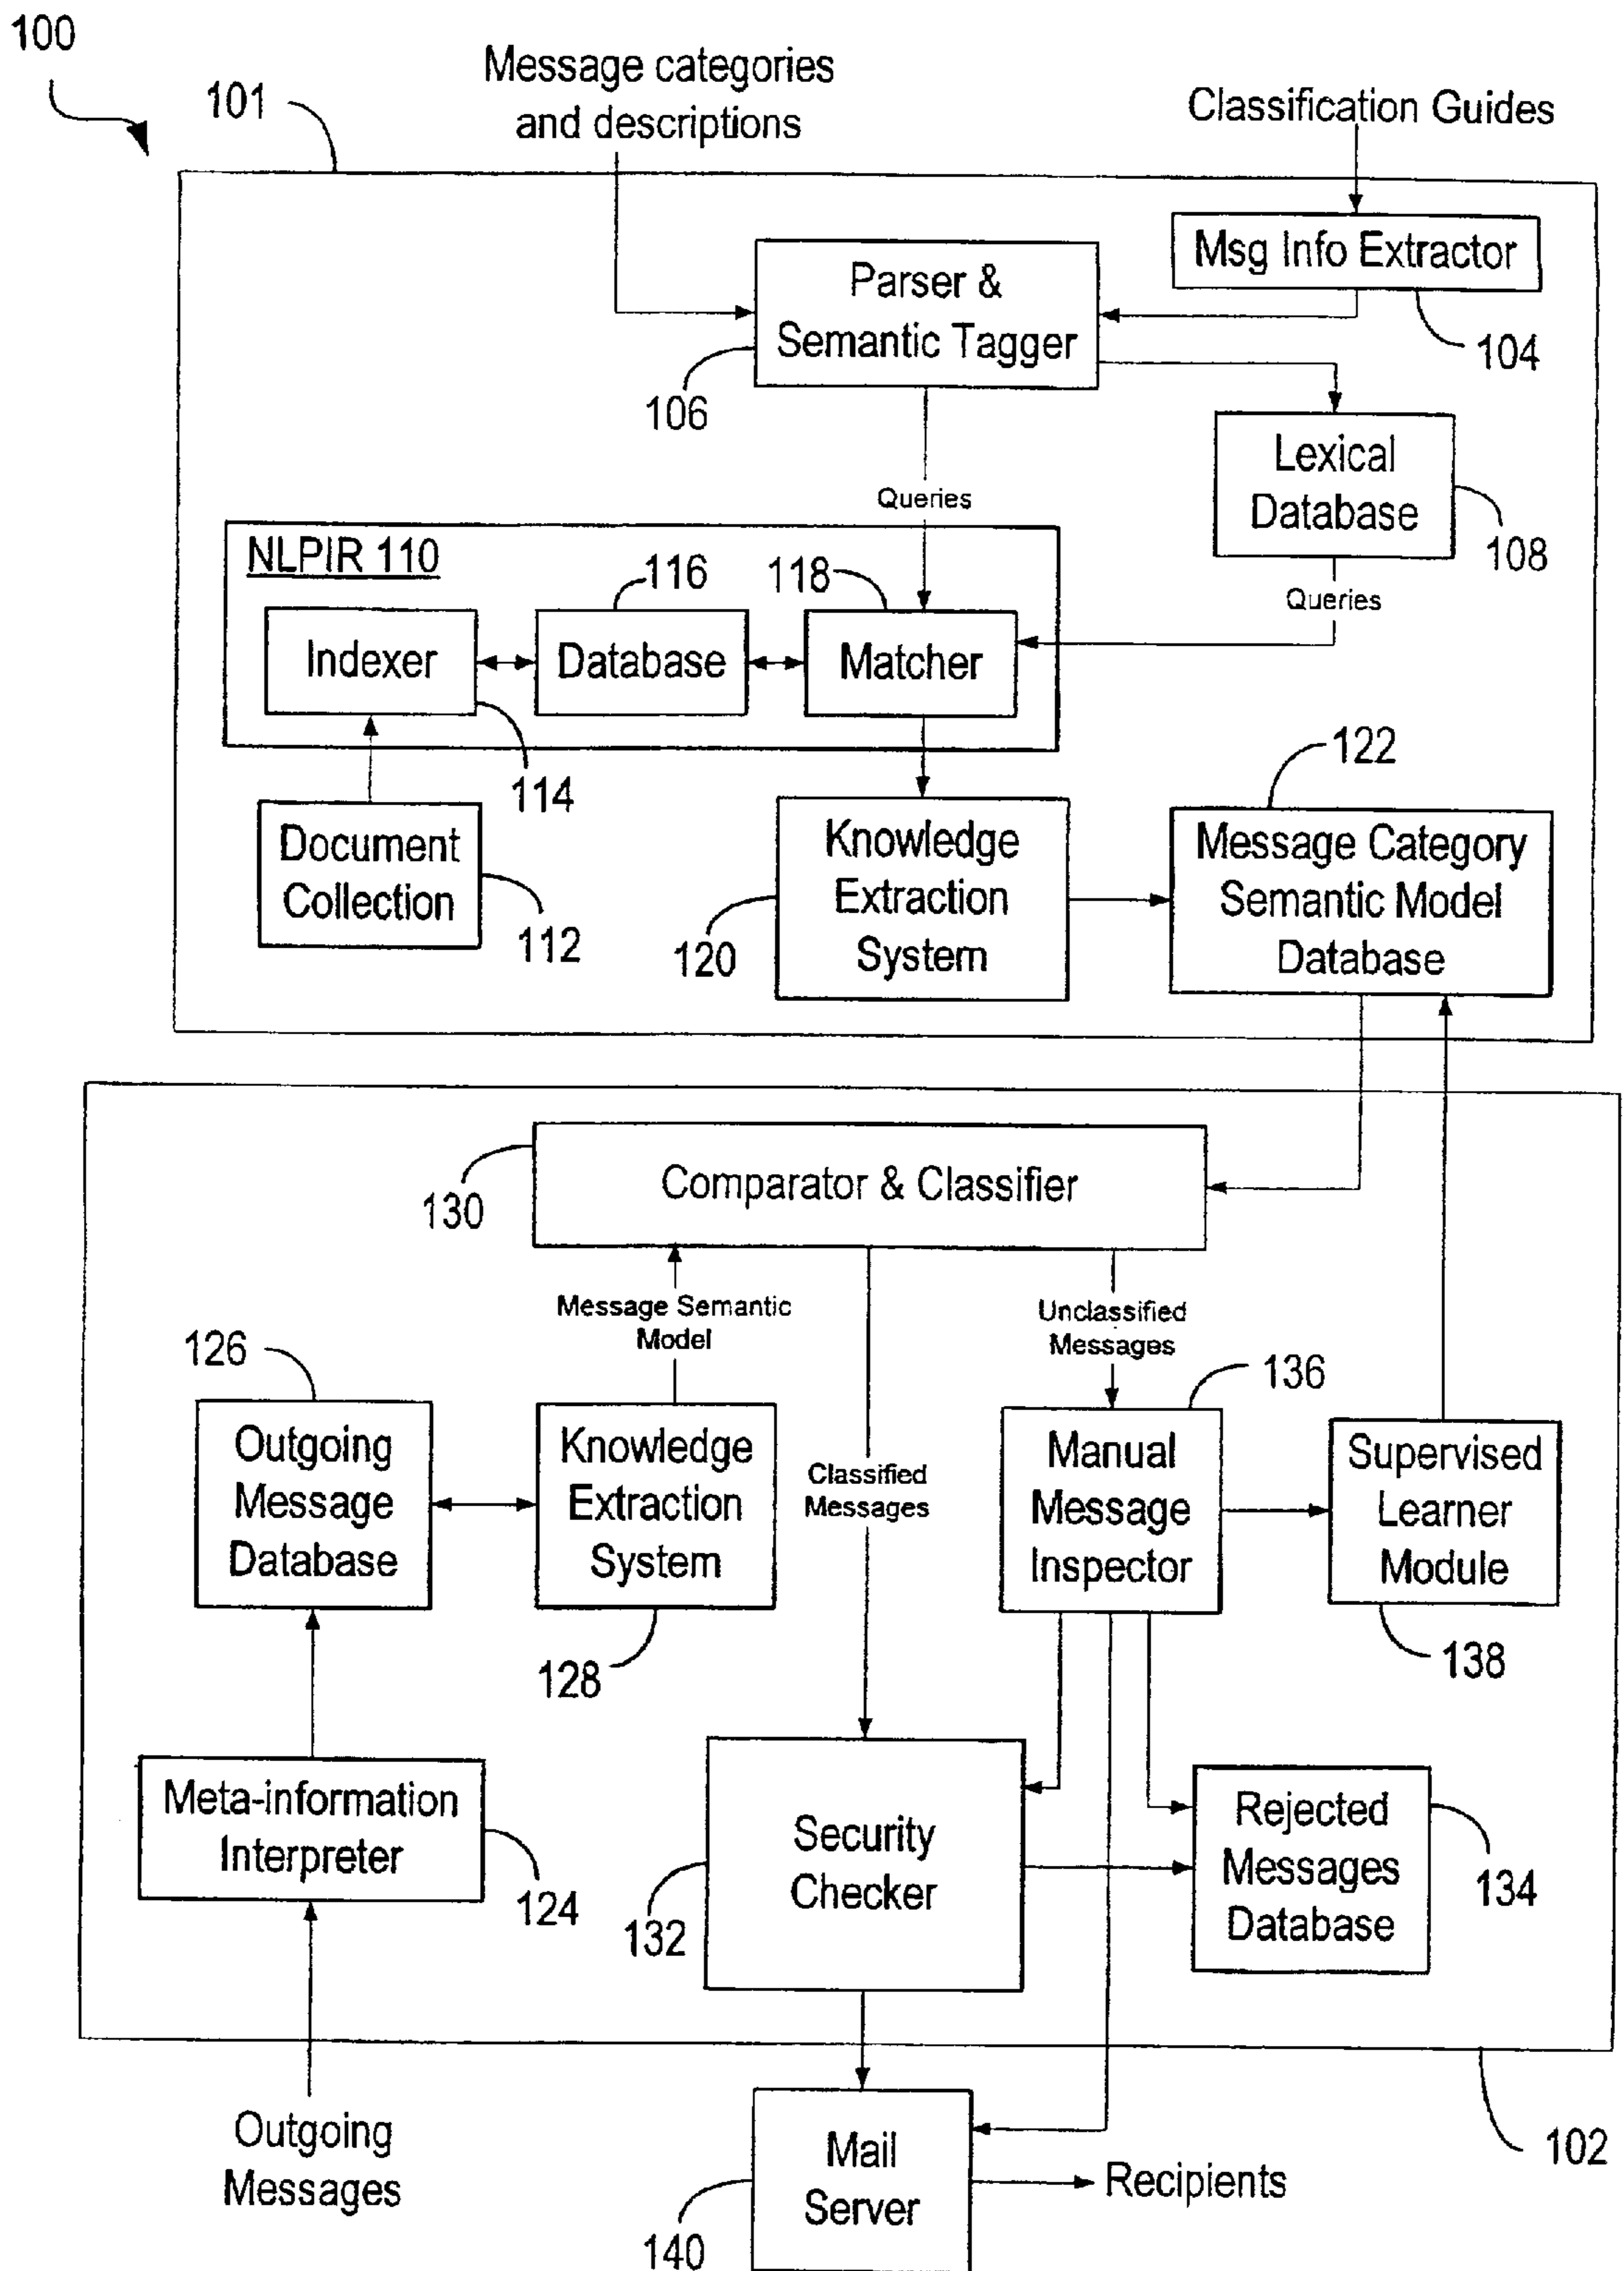 100
Message categories
and descriptions
Classification Guides
101
Msg Info Extractor
104
Parser &
Semantic Tagger
106
Lexical
Database
108
Queries
Queries
NLPIR 110
116
118
Indexer
Database
Matcher
114
122
Document
Collection
112
Knowledge
Extraction
System
120
Message Category
Semantic Model
Database
130
Comparator & Classifier
Message Semantic
Model
Unclassified
Messages
126
136
Outgoing
Message
Database
Knowledge
Extraction
System
128
Classified
Messages
Manual
Message
Inspector
Supervised
Learner
Module
138
Meta-information
Interpreter
124
Security
Checker
132
Rejected
Messages
Database
134
Outgoing
Messages
Mail
Server
140
Recipients
102